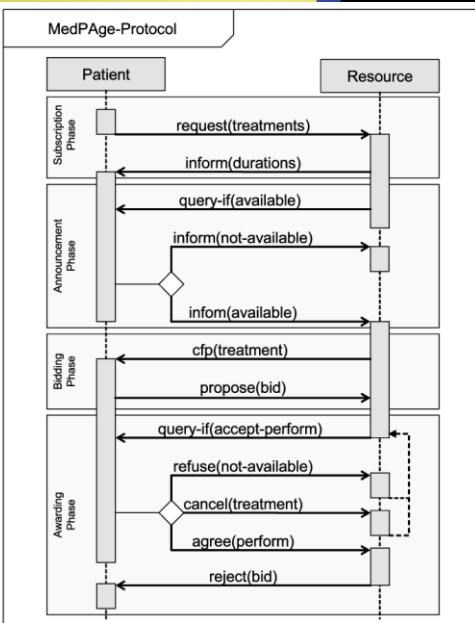 MedPAge-Protocol
Patient
Resource
Subscription
Phase
request(treatments)
inform(durations)
Announcement
Phase
query-if(available)
inform(not-available)
infom(available)
Bidding
Phase
cfp(treatment)
propose(bid)
Awarding
Phase
query-if(accept-perform)
refuse(not-available)
cancel(treatment)
agree(perform)
reject(bid)